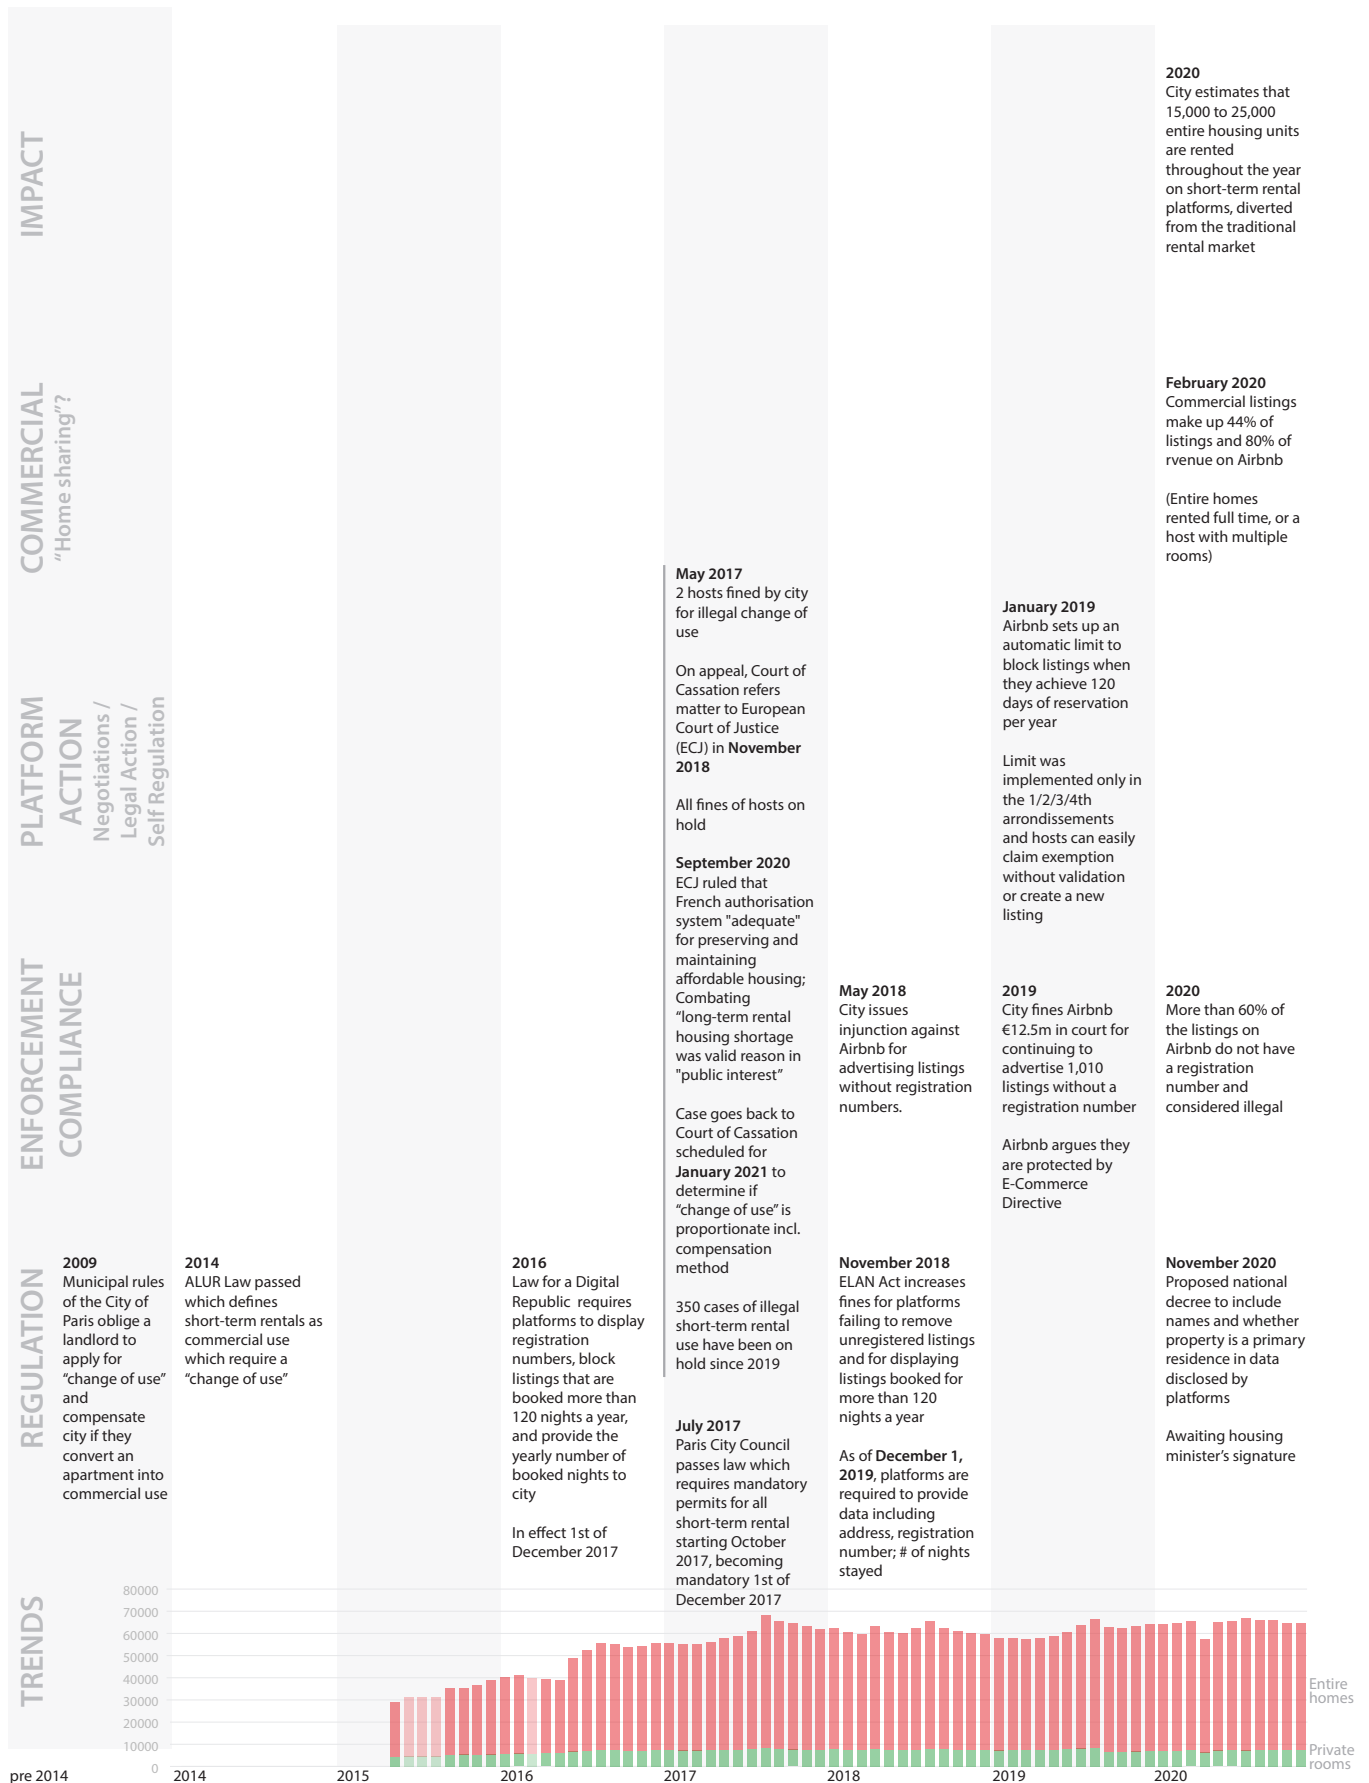 IMPACT
2020
City estimates that
15,000 to 25,000
entire housing units
are rented
throughout the year
on short-term rental
platforms, diverted
from the traditional
rental market
COMMERCIAL
“Home sharing”?
February 2020
Commercial listings
make up 44% of
listings and 80% of
rvenue on Airbnb
(Entire homes
rented full time, or a
host with multiple
rooms)
PLATFORM
ACTION
Negotiations /
Legal Action /
Self Regulation
May 2017
2 hosts fined by city
for illegal change of
use
On appeal, Court of
Cassation refers
matter to European
Court of Justice
(ECJ) in November
2018
All fines of hosts on
hold
September 2020
ECJ ruled that
French authorisation
system "adequate"
for preserving and
maintaining
affordable housing;
Combating
“long-term rental
housing shortage
was valid reason in
"public interest”
Case goes back to
Court of Cassation
scheduled for
January 2021 to
determine if
“change of use” is
proportionate incl.
compensation
method
350 cases of illegal
short-term rental
use have been on
hold since 2019
January 2019
Airbnb sets up an
automatic limit to
block listings when
they achieve 120
days of reservation
per year
Limit was
implemented only in
the 1/2/3/4th
arrondissements
and hosts can easily
claim exemption
without validation
or create a new
listing
ENFORCEMENT
COMPLIANCE
May 2018
City issues
injunction against
Airbnb for
advertising listings
without registration
numbers.
2019
City fines Airbnb
€12.5m in court for
continuing to
advertise 1,010
listings without a
registration number
Airbnb argues they
are protected by
E-Commerce
Directive
2020
More than 60% of
the listings on
Airbnb do not have
a registration
number and
considered illegal
REGULATION
2009
Municipal rules
of the City of
Paris oblige a
landlord to
apply for
“change of use”
and
compensate
city if they
convert an
apartment into
commercial use
2014
ALUR Law passed
which defines
short-term rentals as
commercial use
which require a
“change of use”
2016
Law for a Digital
Republic requires
platforms to display
registration
numbers, block
listings that are
booked more than
120 nights a year,
and provide the
yearly number of
booked nights to
city
In effect 1st of
December 2017
July 2017
Paris City Council
passes law which
requires mandatory
permits for all
short-term rental
starting October
2017, becoming
mandatory 1st of
December 2017
November 2018
ELAN Act increases
fines for platforms
failing to remove
unregistered listings
and for displaying
listings booked for
more than 120
nights a year
As of December 1,
2019, platforms are
required to provide
data including
address, registration
number; # of nights
stayed
November 2020
Proposed national
decree to include
names and whether
property is a primary
residence in data
disclosed by
platforms
Awaiting housing
minister’s signature
TRENDS
80000
70000
60000
50000
40000
30000
20000
10000
0
Entire
homes
Private
rooms
pre 2014
2014
2015
2016
2017
2018
2019
2020